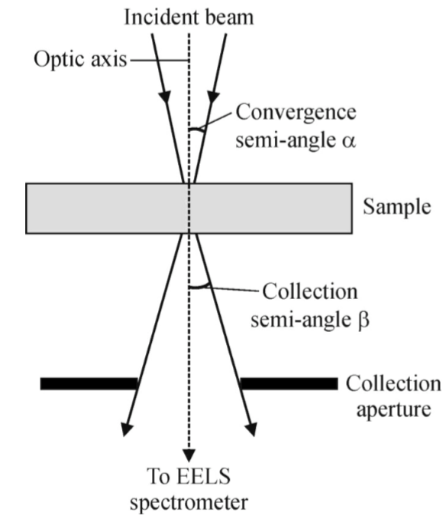 Incident beam
Optic axis
Convergence
semi-angle α
Sample
Collection
semi-angle β
Collection
aperture
To EELS
spectrometer